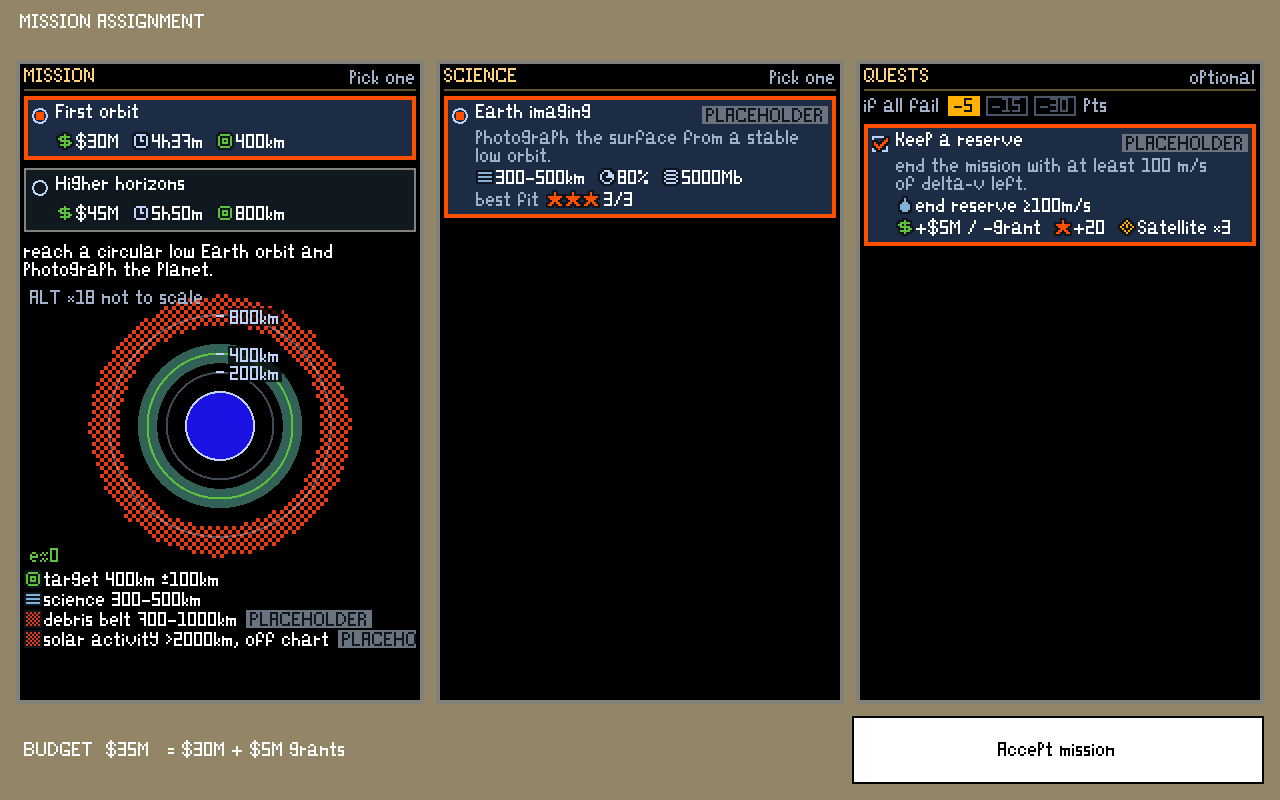 MISSION ASSIGNMENT
MISSION Pick one
First orbit
$30M 4h37m 400km
Higher horizons
$45M 5h50m 800km
reach a circular low Earth orbit and
photograph the planet.
ALT ×18 not to scale
800km
400km
200km
e≈0
target 400km ±100km
science 300-500km
debris belt 700-1000km PLACEHOLDER
solar activity >2000km, off chart PLACEHO
SCIENCE Pick one
Earth imaging PLACEHOLDER
Photograph the surface from a stable
low orbit.
300-500km 80% 5000Mb
best fit ★★★ 3/3
QUESTS optional
if all fail -5 -15 -30 Pts
Keep a reserve PLACEHOLDER
end the mission with at least 100 m/s
of delta-v left.
end reserve ≥100m/s
+$5M / -grant +20 Satellite ×3
BUDGET $35M = $30M + $5M grants
Accept mission